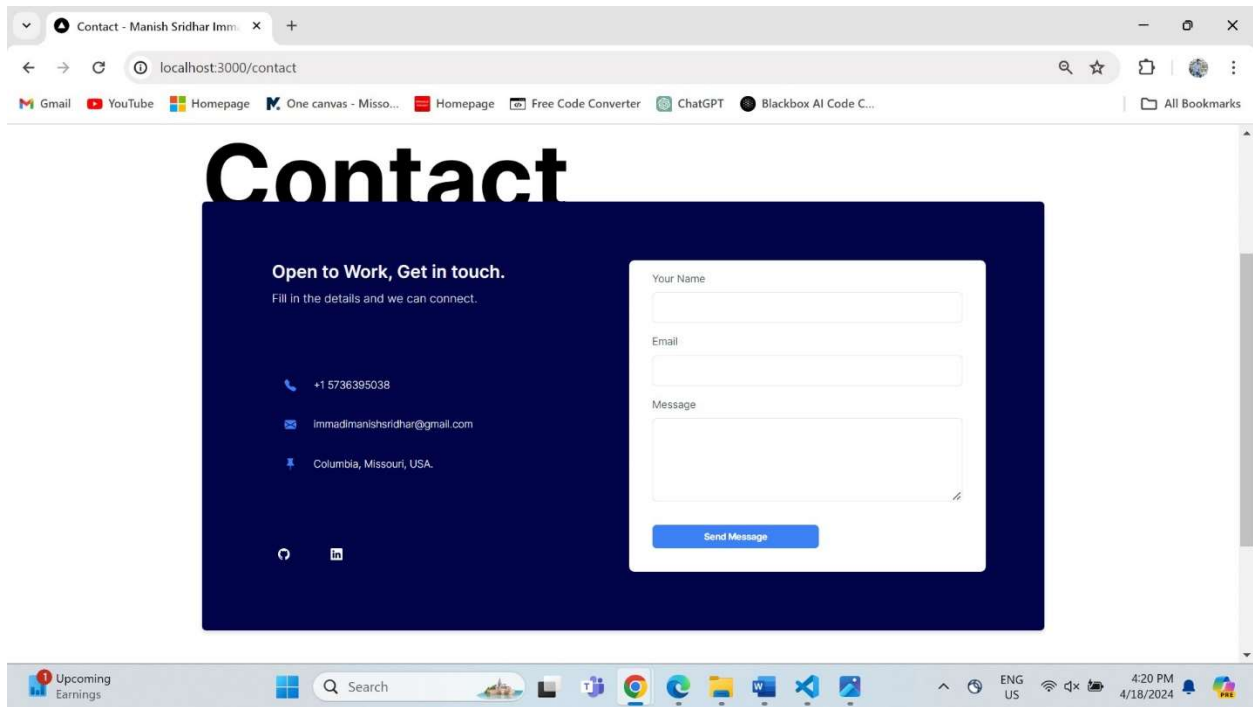 Contact - Manish Sridhar Imm
localhost:3000/contact
Gmail YouTube Homepage One canvas - Misso... Homepage Free Code Converter ChatGPT Blackbox AI Code C... All Bookmarks
Contact
Open to Work, Get in touch.
Fill in the details and we can connect.
+1 5736395038
immadimanishsridhar@gmail.com
Columbia, Missouri, USA.
in
Your Name
Email
Message
Send Message
1
Upcoming
Earnings
Search
ENG
US
4:20 PM
4/18/2024
PRE